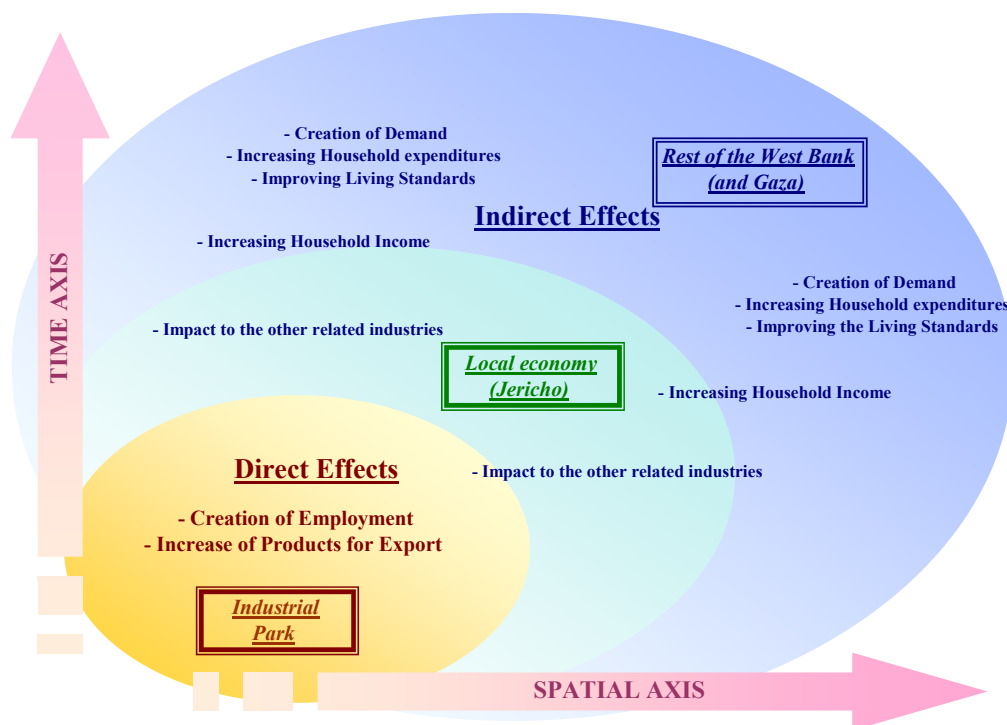 - Creation of Demand
- Increasing Household expenditures
- Improving Living Standards
Rest of the West Bank
(and Gaza)
Indirect Effects
- Increasing Household Income
- Creation of Demand
- Increasing Household expenditures
- Improving the Living Standards
TIME AXIS
- Impact to the other related industries
Local economy
(Jericho)
- Increasing Household Income
Direct Effects
- Impact to the other related industries
- Creation of Employment
- Increase of Products for Export
Industrial
Park
SPATIAL AXIS